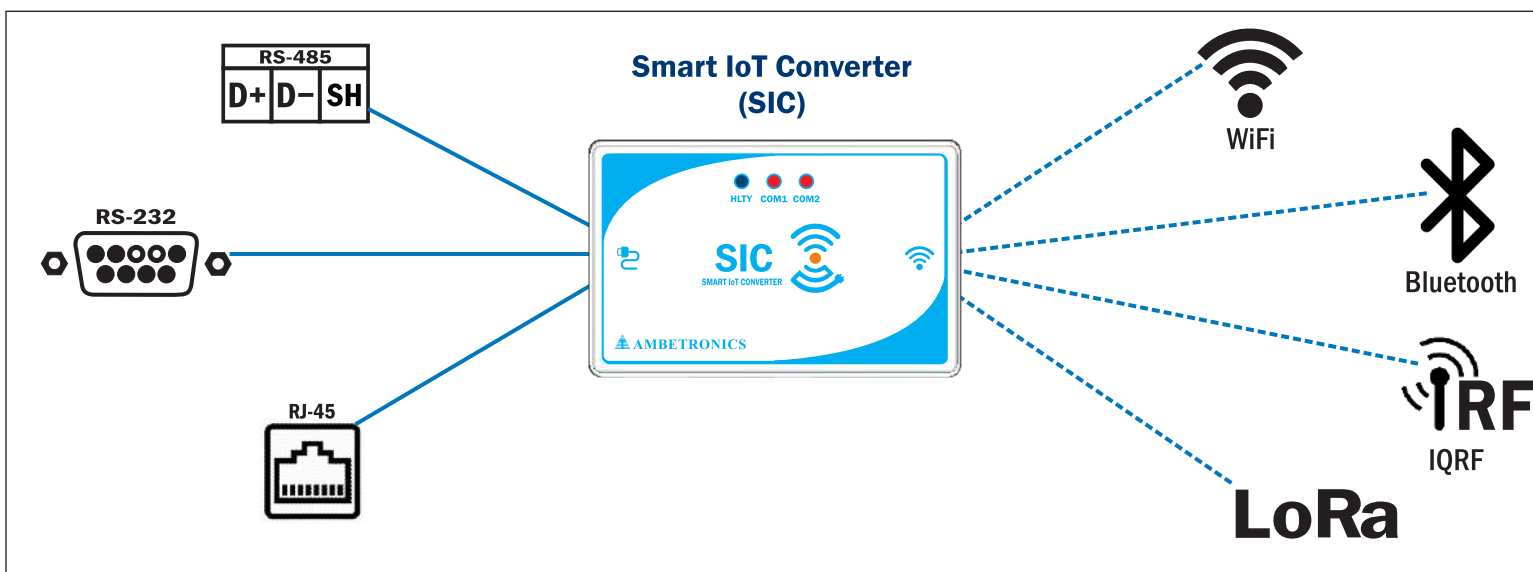 RS-485
D+ D− SH
RS-232
RJ-45
Smart IoT Converter
(SIC)
HLTY COM1 COM2
SIC
SMART IoT CONVERTER
AMBETRONICS
WiFi
Bluetooth
RF
IQRF
LoRa